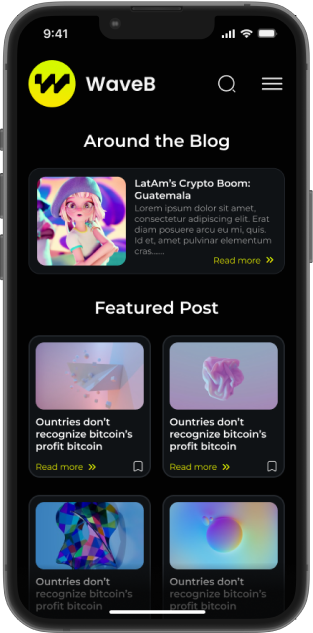 9:41
WaveB
Around the Blog
LatAm's Crypto Boom:
Guatemala
Lorem ipsum dolor sit amet,
consectetur adipiscing elit. Erat
diam posuere arcu eu mi, quis.
Id et, amet pulvinar elementum
cras......
Read more »
Featured Post
Ountries don't
recognize bitcoin's
profit bitcoin
Read more »
Ountries don't
recognize bitcoin's
profit bitcoin
Read more »
Ountries don't
recognize bitcoin's
profit bitcoin
Ountries don't
recognize bitcoin's
profit bitcoin